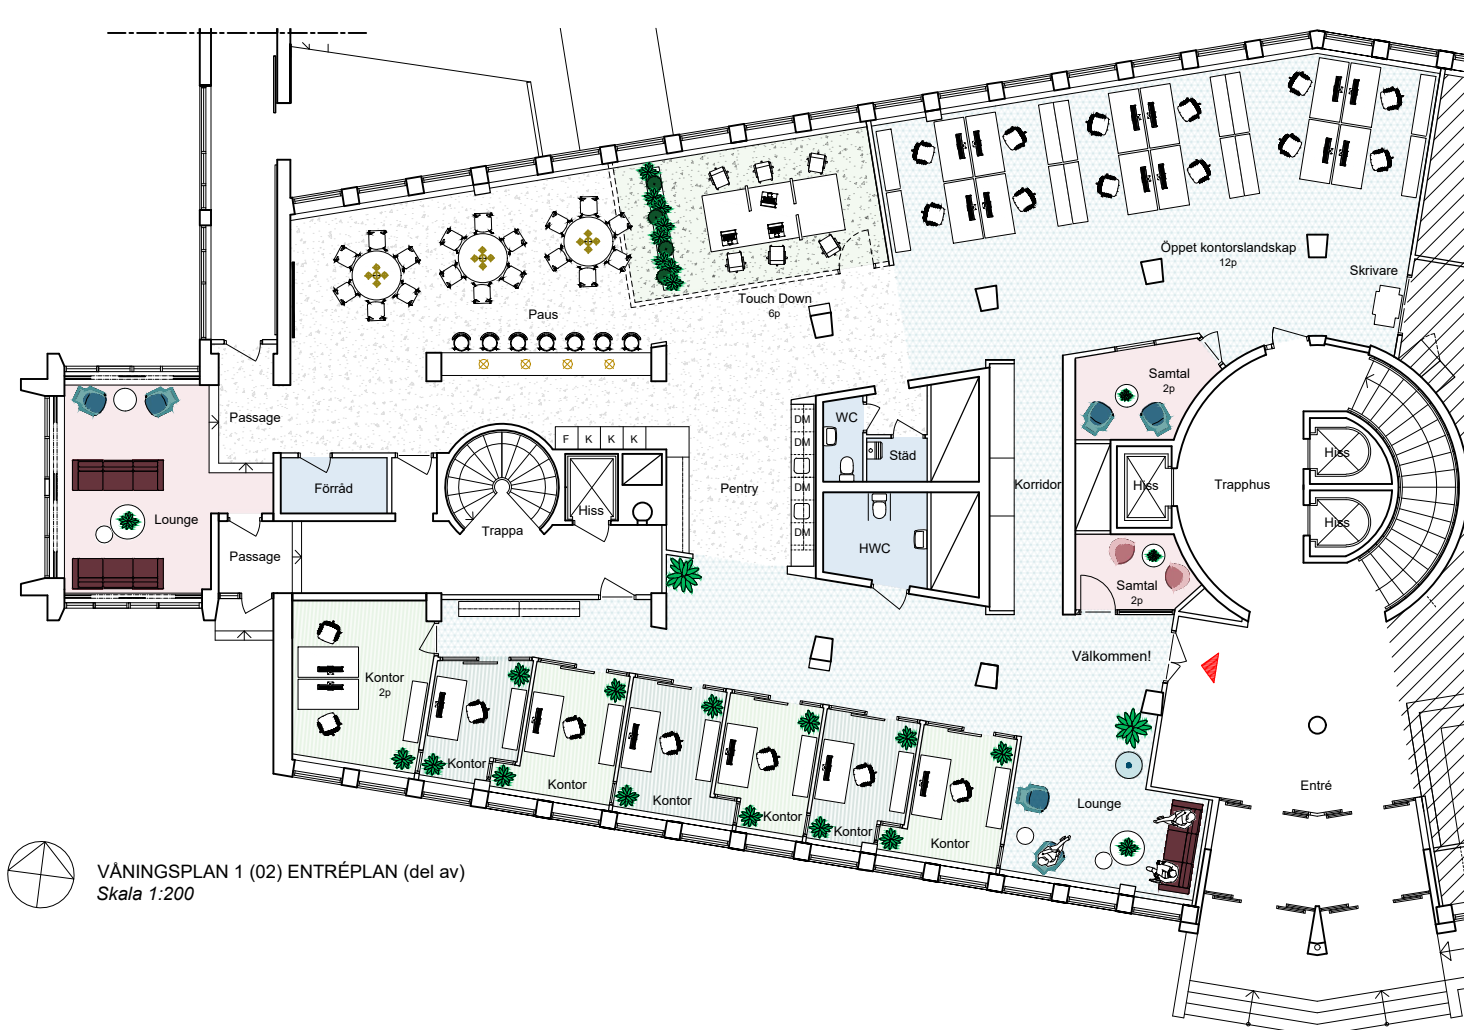 Öppet kontorslandskap
12p
Skrivare
Touch Down
6p
Paus
Samtal
2p
Passage
WC
DM
DM
F K K K
Städ
Hiss
Hiss
Trapphus
Förråd
Pentry
DM
Korridor
Lounge
Hiss
Hiss
Trappa
DM
HWC
Passage
Samtal
2p
Välkommen!
Kontor
2p
Kontor
Kontor
Kontor
Kontor
Kontor
Kontor
Lounge
Entré
VÅNINGSPLAN 1 (02) ENTRÉPLAN (del av)
Skala 1:200